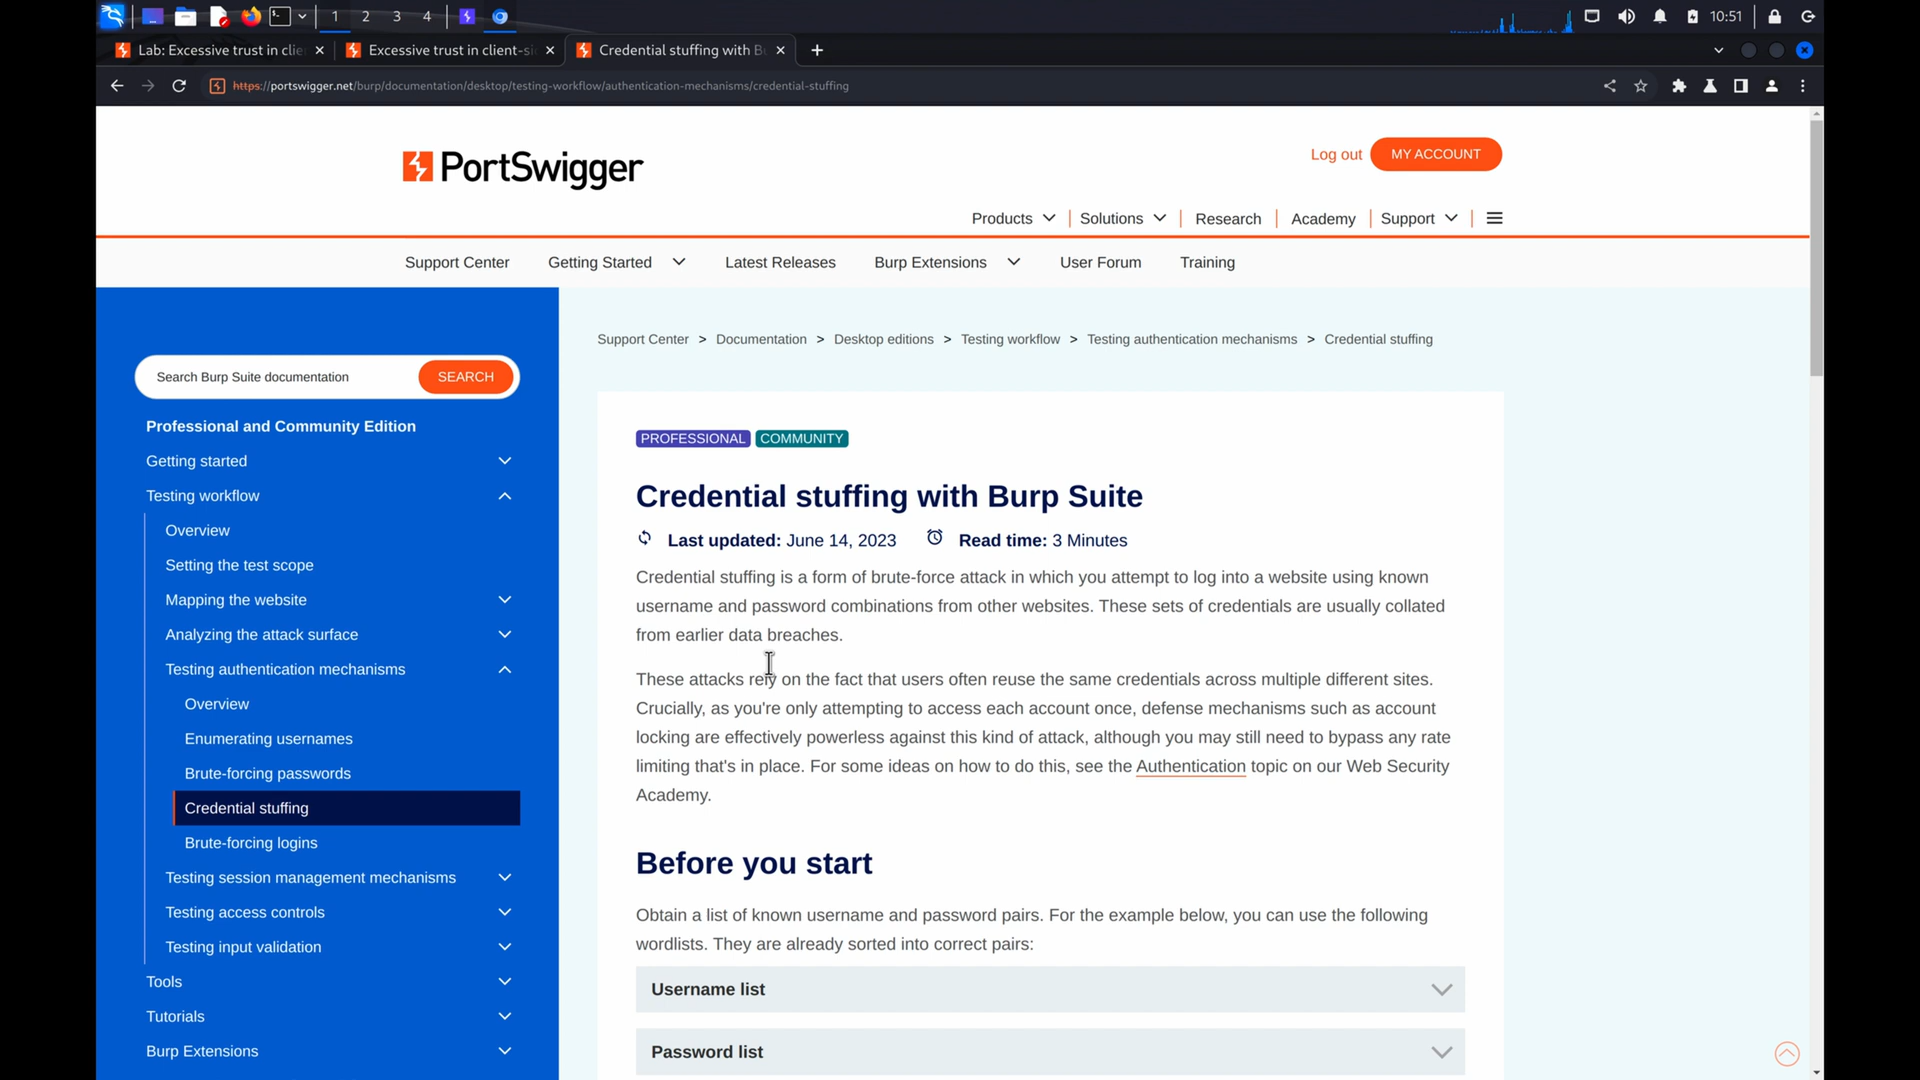 1 2 3 4
10:51
Lab: Excessive trust in clie
Excessive trust in client-si
Credential stuffing with B
https://portswigger.net/burp/documentation/desktop/testing-workflow/authentication-mechanisms/credential-stuffing
PortSwigger
Log out
MY ACCOUNT
Products
Solutions
Research
Academy
Support
Support Center
Getting Started
Latest Releases
Burp Extensions
User Forum
Training
Search Burp Suite documentation
SEARCH
Professional and Community Edition
Getting started
Testing workflow
Overview
Setting the test scope
Mapping the website
Analyzing the attack surface
Testing authentication mechanisms
Overview
Enumerating usernames
Brute-forcing passwords
Credential stuffing
Brute-forcing logins
Testing session management mechanisms
Testing access controls
Testing input validation
Tools
Tutorials
Burp Extensions
Support Center > Documentation > Desktop editions > Testing workflow > Testing authentication mechanisms > Credential stuffing
PROFESSIONAL COMMUNITY
Credential stuffing with Burp Suite
Last updated: June 14, 2023 Read time: 3 Minutes
Credential stuffing is a form of brute-force attack in which you attempt to log into a website using known
username and password combinations from other websites. These sets of credentials are usually collated
from earlier data breaches.
These attacks rely on the fact that users often reuse the same credentials across multiple different sites.
Crucially, as you're only attempting to access each account once, defense mechanisms such as account
locking are effectively powerless against this kind of attack, although you may still need to bypass any rate
limiting that's in place. For some ideas on how to do this, see the Authentication topic on our Web Security
Academy.
Before you start
Obtain a list of known username and password pairs. For the example below, you can use the following
wordlists. They are already sorted into correct pairs:
Username list
Password list